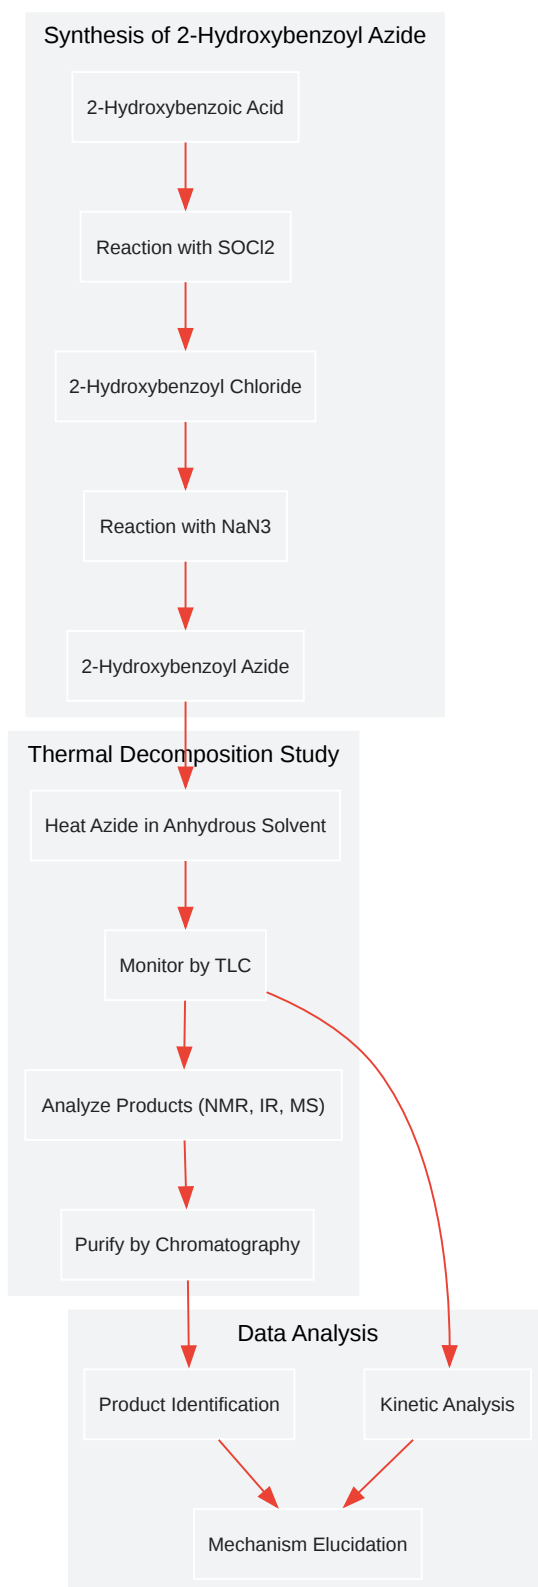 Synthesis of 2-Hydroxybenzoyl Azide
2-Hydroxybenzoic Acid
Reaction with SOCl2
2-Hydroxybenzoyl Chloride
Reaction with NaN3
2-Hydroxybenzoyl Azide
Thermal Decomposition Study
Heat Azide in Anhydrous Solvent
Monitor by TLC
Analyze Products (NMR, IR, MS)
Purify by Chromatography
Data Analysis
Product Identification
Kinetic Analysis
Mechanism Elucidation